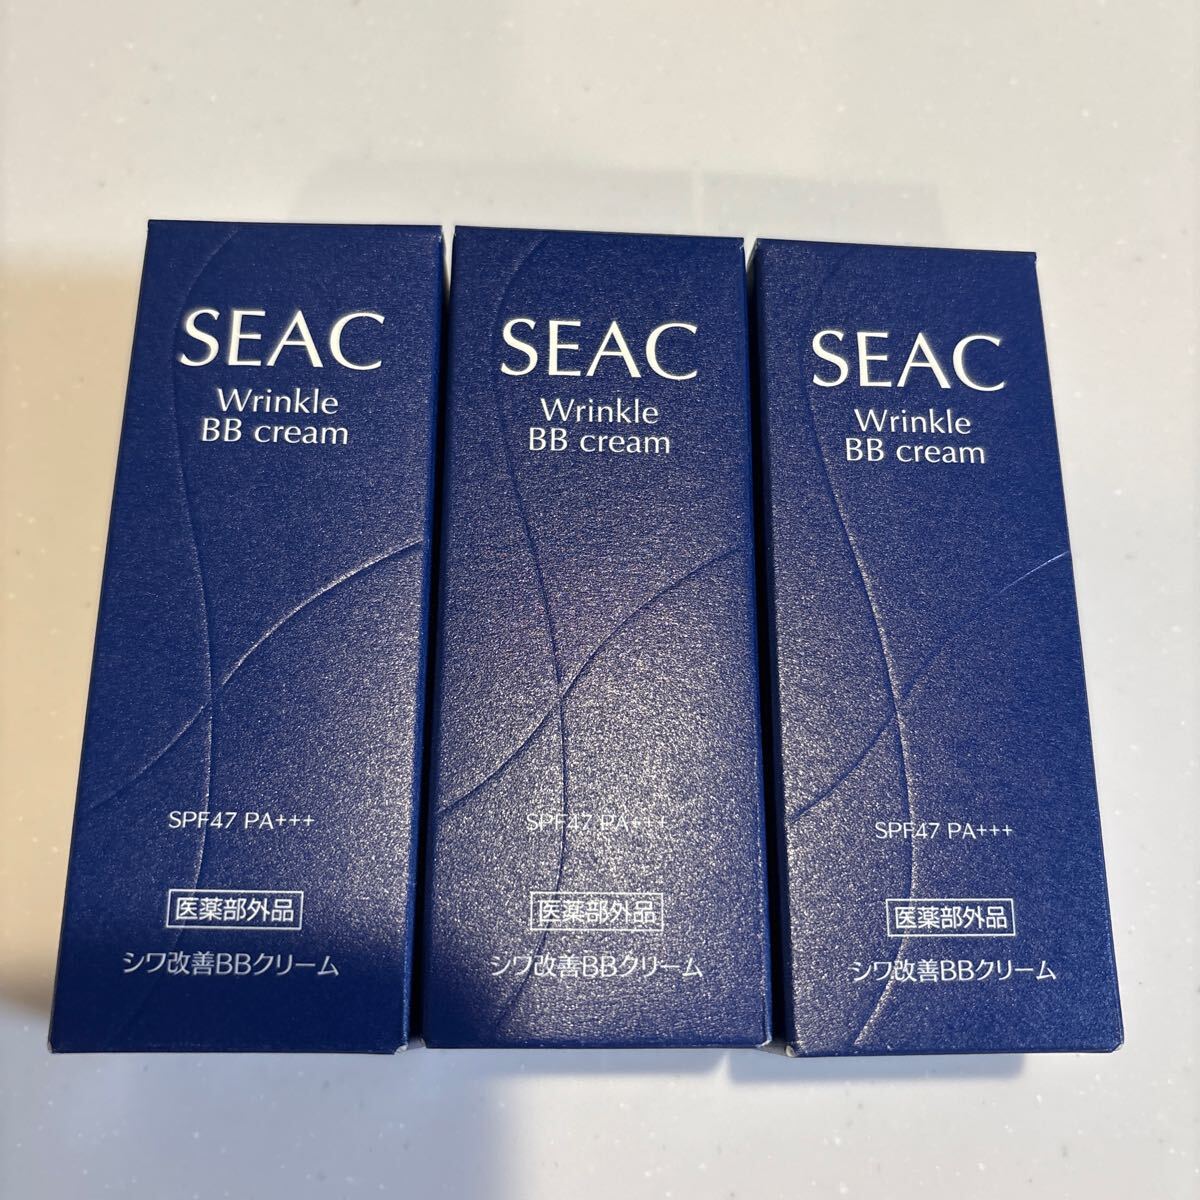 SEAC
Wrinkle
BB cream
SPF47 PA+++
医薬部外品
シワ改善BBクリーム
SEAC
Wrinkle
BB cream
SPF47 PA+++
医薬部外品
シワ改善BBクリーム
SEAC
Wrinkle
BB cream
SPF47 PA+++
医薬部外品
シワ改善BBクリーム